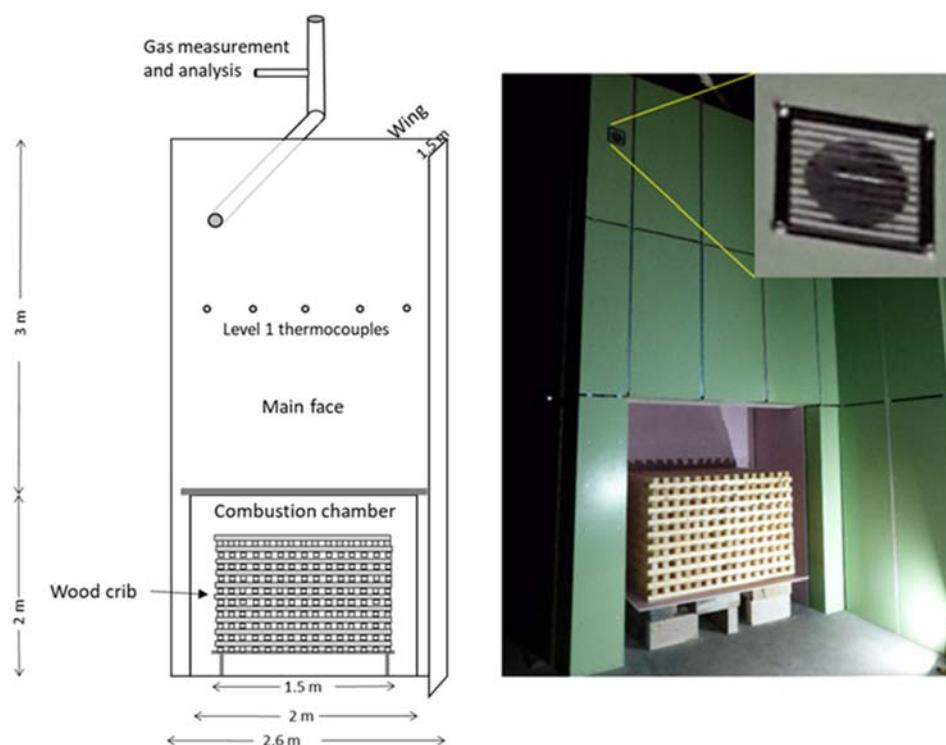 Gas measurement
and analysis
Wing
1.5 m
3 m
Level 1 thermocouples
Main face
Combustion chamber
Wood crib
2 m
1.5 m
2 m
2.6 m